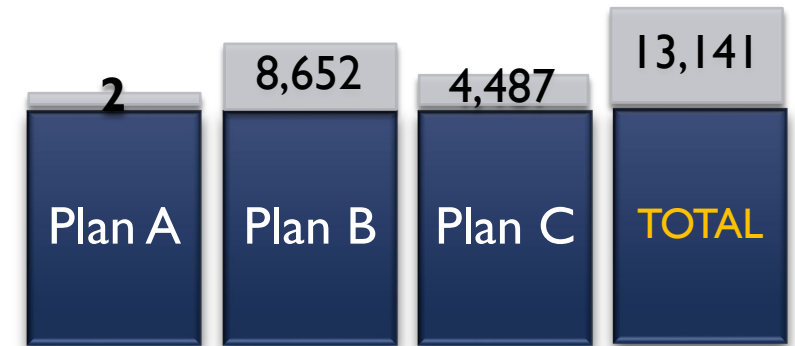 2
8,652
4,487
13,141
Plan A
Plan B
Plan C
TOTAL